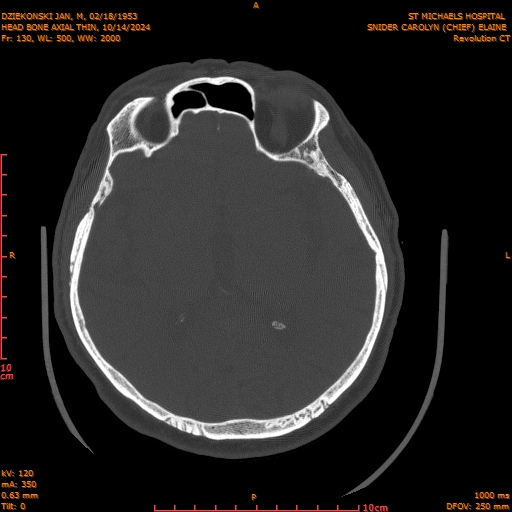 A
DZIEKONSKI JAN, M, 02/18/1953
HEAD BONE AXIAL THIN, 10/14/2024
Fr: 130, WL: 500, WW: 2000
ST MICHAELS HOSPITAL
SNIDER CAROLYN (CHIEF) ELAINE
Revolution CT
R
L
10
cm
kV: 120
mA: 350
0.63 mm
Tilt: 0
P
10cm
1000 ms
DFOV: 250 mm